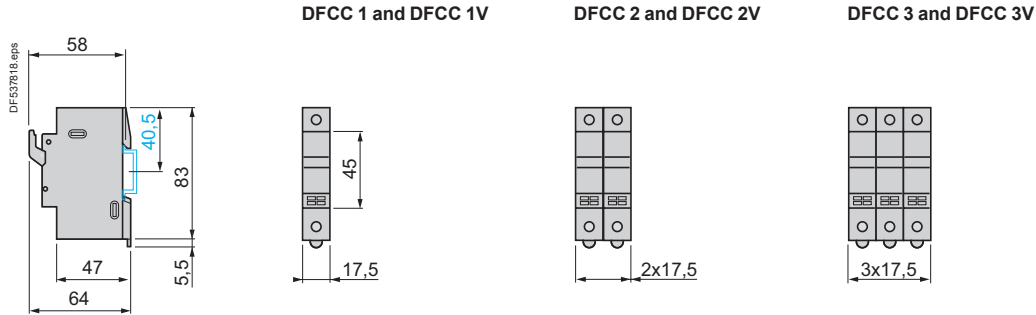 DFCC 1 and DFCC 1V
DFCC 2 and DFCC 2V
DFCC 3 and DFCC 3V
DF537818.eps
58
40,5
83
45
47
5,5
64
17,5
2x17,5
3x17,5